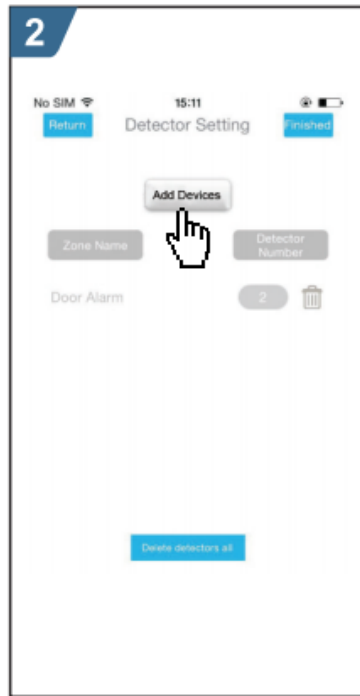 2
No SIM 15:11
Return Detector Setting Finished
Add Devices
Zone Name Detector
Number
Door Alarm 2
Delete detectors all